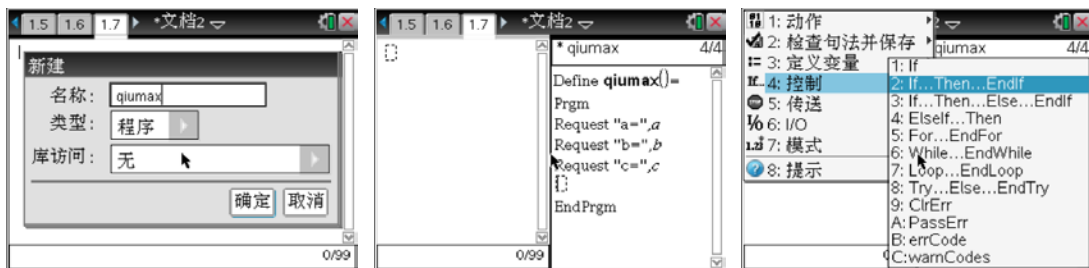 1.5 1.6 1.7 *文档2
新建
名称: qiumax
类型: 程序
库访问: 无
确定 取消
0/99
1.5 1.6 1.7 *文档2
* qiumax 4/4
Define qiumax()=
Prgm
Request "a=",a
Request "b=",b
Request "c=",c
EndPrgm
0/99
1: 动作
2: 检查句法并保存
3: 定义变量
4: 控制
5: 传送
6: I/O
7: 模式
8: 提示
qiumax 4/4
1: If
2: If...Then...EndIf
3: If...Then...Else...EndIf
4: ElseIf...Then
5: For...EndFor
6: While...EndWhile
7: Loop...EndLoop
8: Try...Else...EndTry
9: ClrErr
A: PassErr
B: errCode
C: warnCodes